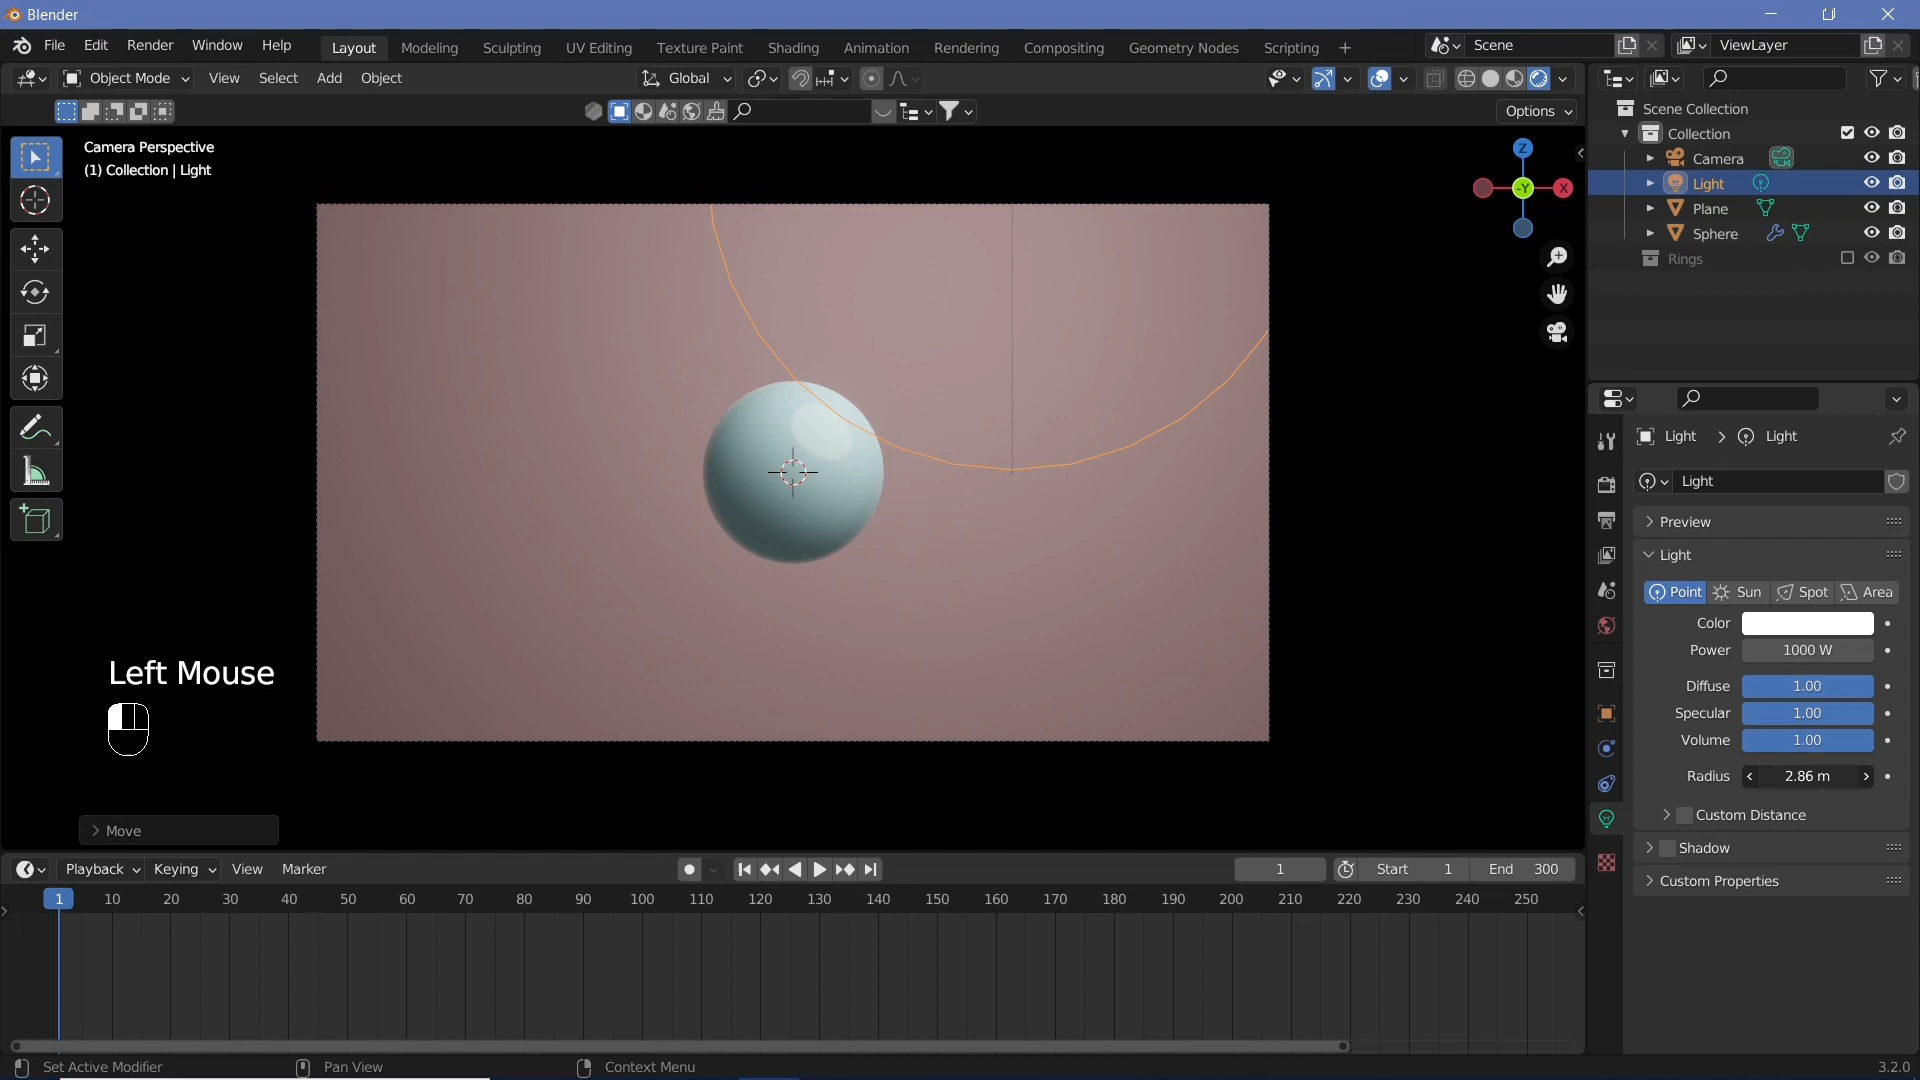 Blender
File Edit Render Window Help Layout Modeling Sculpting UV Editing Texture Paint Shading Animation Rendering Compositing Geometry Nodes Scripting + Scene ViewLayer
Object Mode View Select Add Object Global
Options
Camera Perspective
(1) Collection | Light
Z
-Y
X
Left Mouse
Move
Scene Collection
Collection
Camera
Light
Plane
Sphere
Rings
Light > Light
Light
Preview
Light
Point Sun Spot Area
Color
Power 1000 W
Diffuse 1.00
Specular 1.00
Volume 1.00
Radius 2.86 m
Custom Distance
Shadow
Custom Properties
Playback Keying View Marker 1 Start 1 End 300
1 10 20 30 40 50 60 70 80 90 100 110 120 130 140 150 160 170 180 190 200 210 220 230 240 250
Set Active Modifier Pan View Context Menu 3.2.0